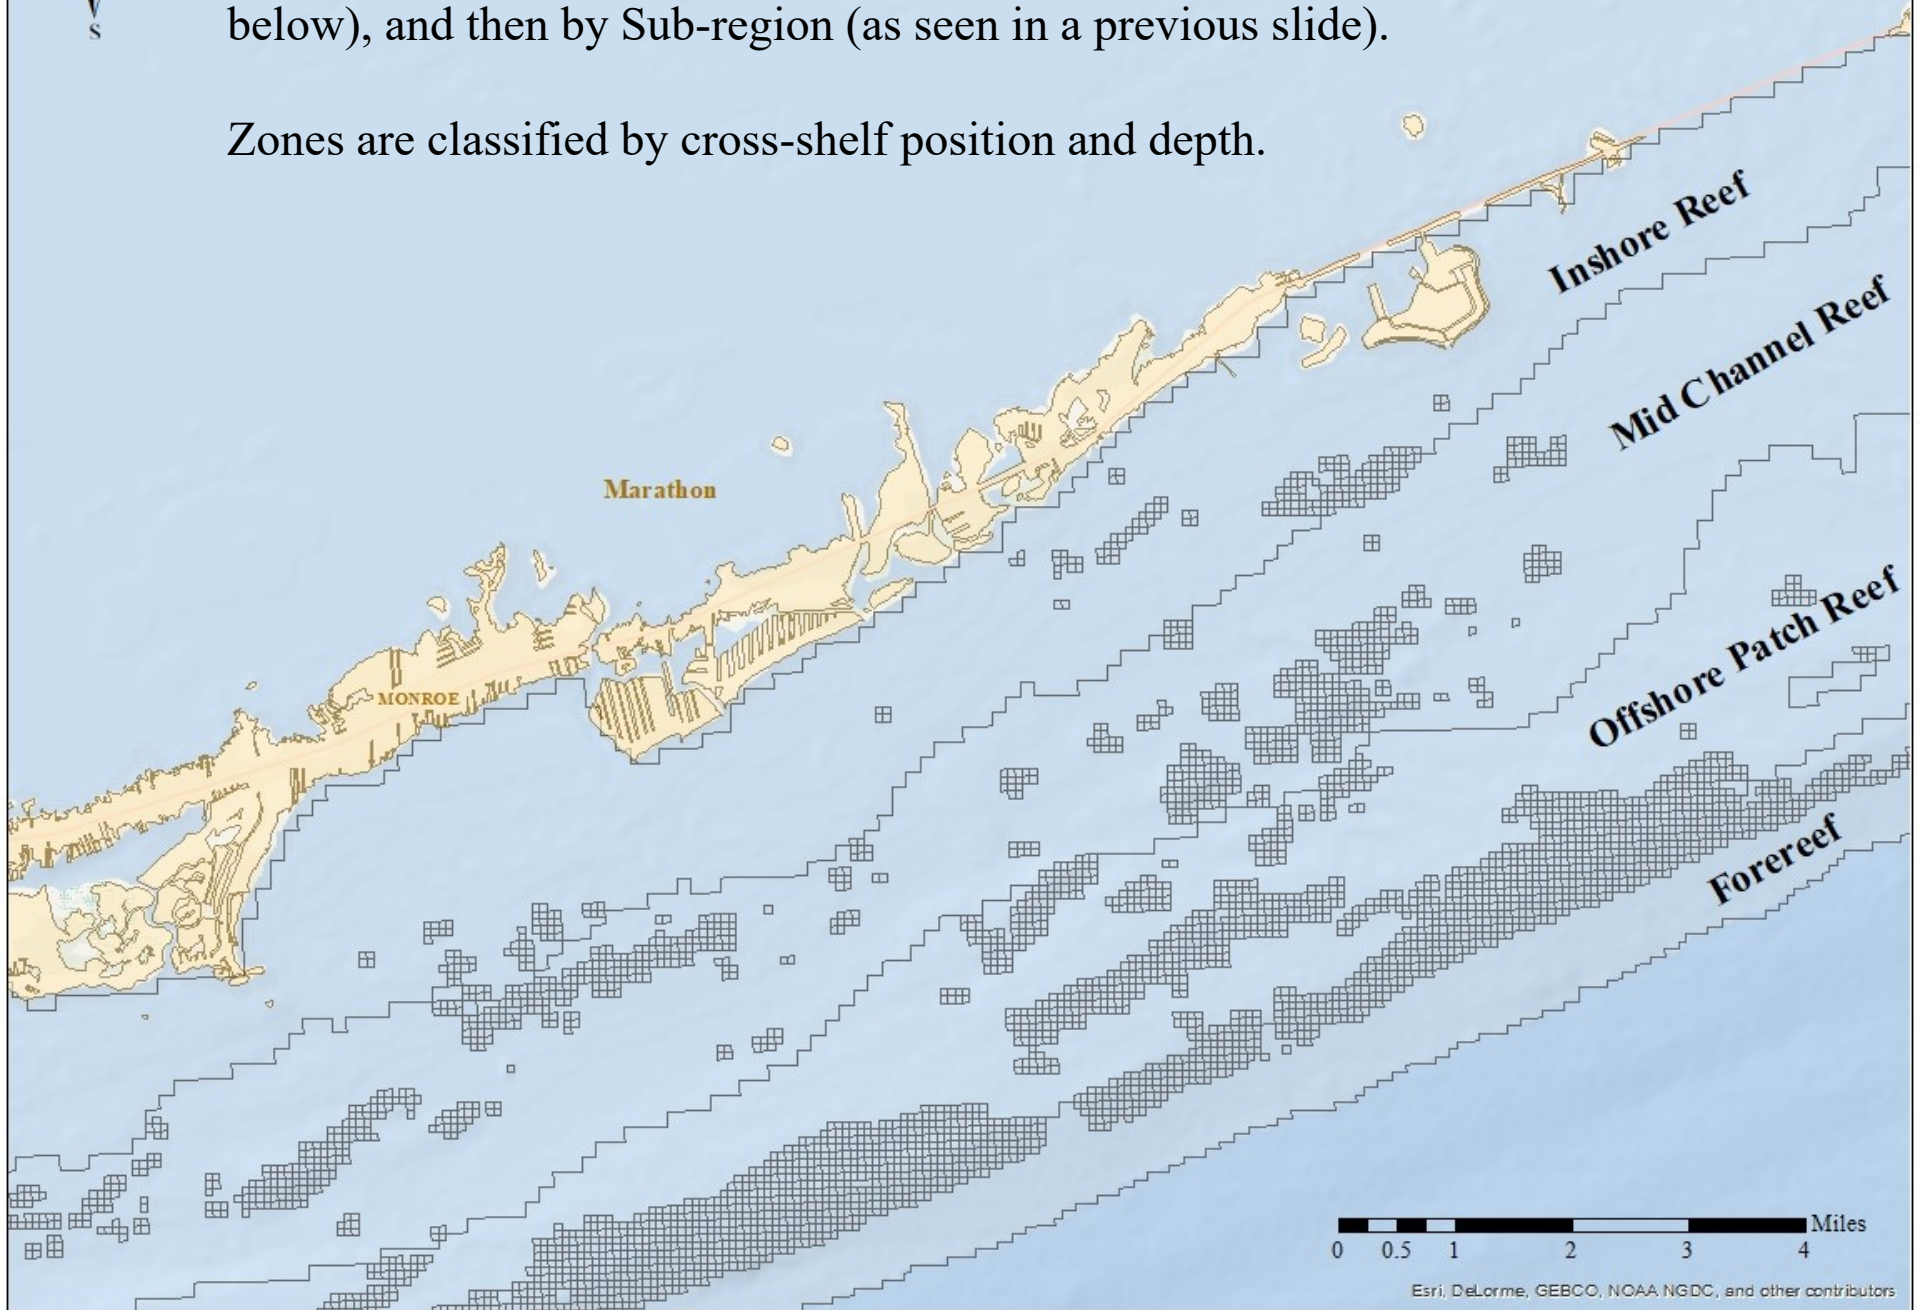 S
below), and then by Sub-region (as seen in a previous slide).
Zones are classified by cross-shelf position and depth.
Inshore Reef
Mid Channel Reef
Marathon
MONROE
Offshore Patch Reef
Forereef
Miles
0 0.5 1 2 3 4
Esri, DeLorme, GEBCO, NOAA NGDC, and other contributors